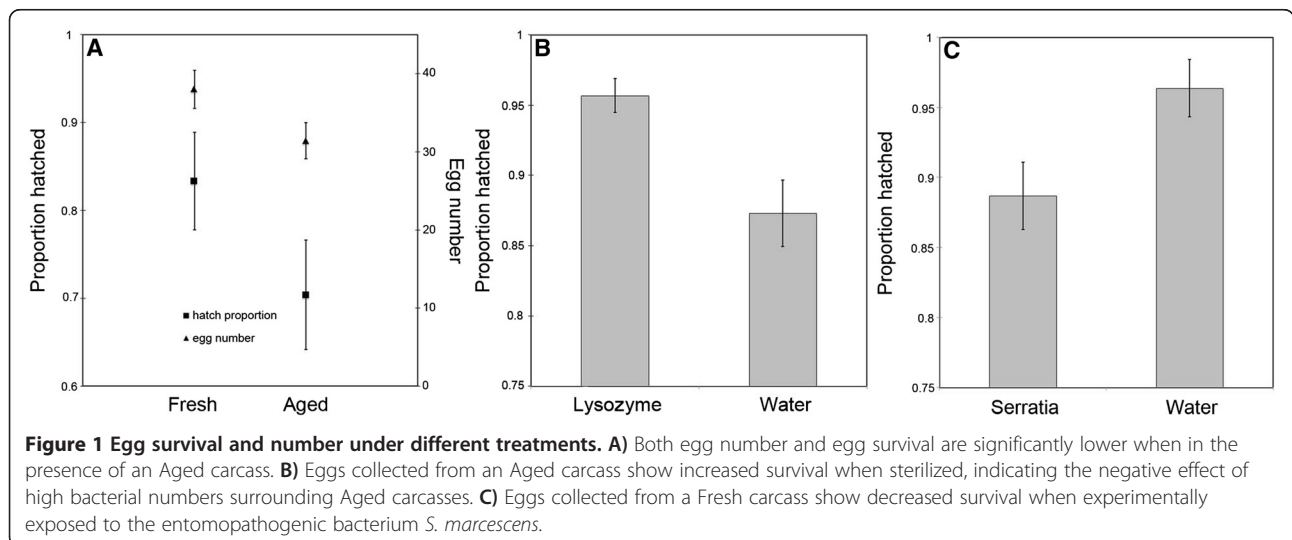 A
1
0.9
0.8
0.7
0.6
Proportion hatched
40
30
20
10
0
Egg number
hatch proportion
egg number
Fresh Aged
B
1
0.95
0.9
0.85
0.8
0.75
Proportion hatched
Lysozyme Water
C
1
0.95
0.9
0.85
0.8
0.75
Proportion hatched
Serratia Water
Figure 1 Egg survival and number under different treatments. A) Both egg number and egg survival are significantly lower when in the
presence of an Aged carcass. B) Eggs collected from an Aged carcass show increased survival when sterilized, indicating the negative effect of
high bacterial numbers surrounding Aged carcasses. C) Eggs collected from a Fresh carcass show decreased survival when experimentally
exposed to the entomopathogenic bacterium S. marcescens.